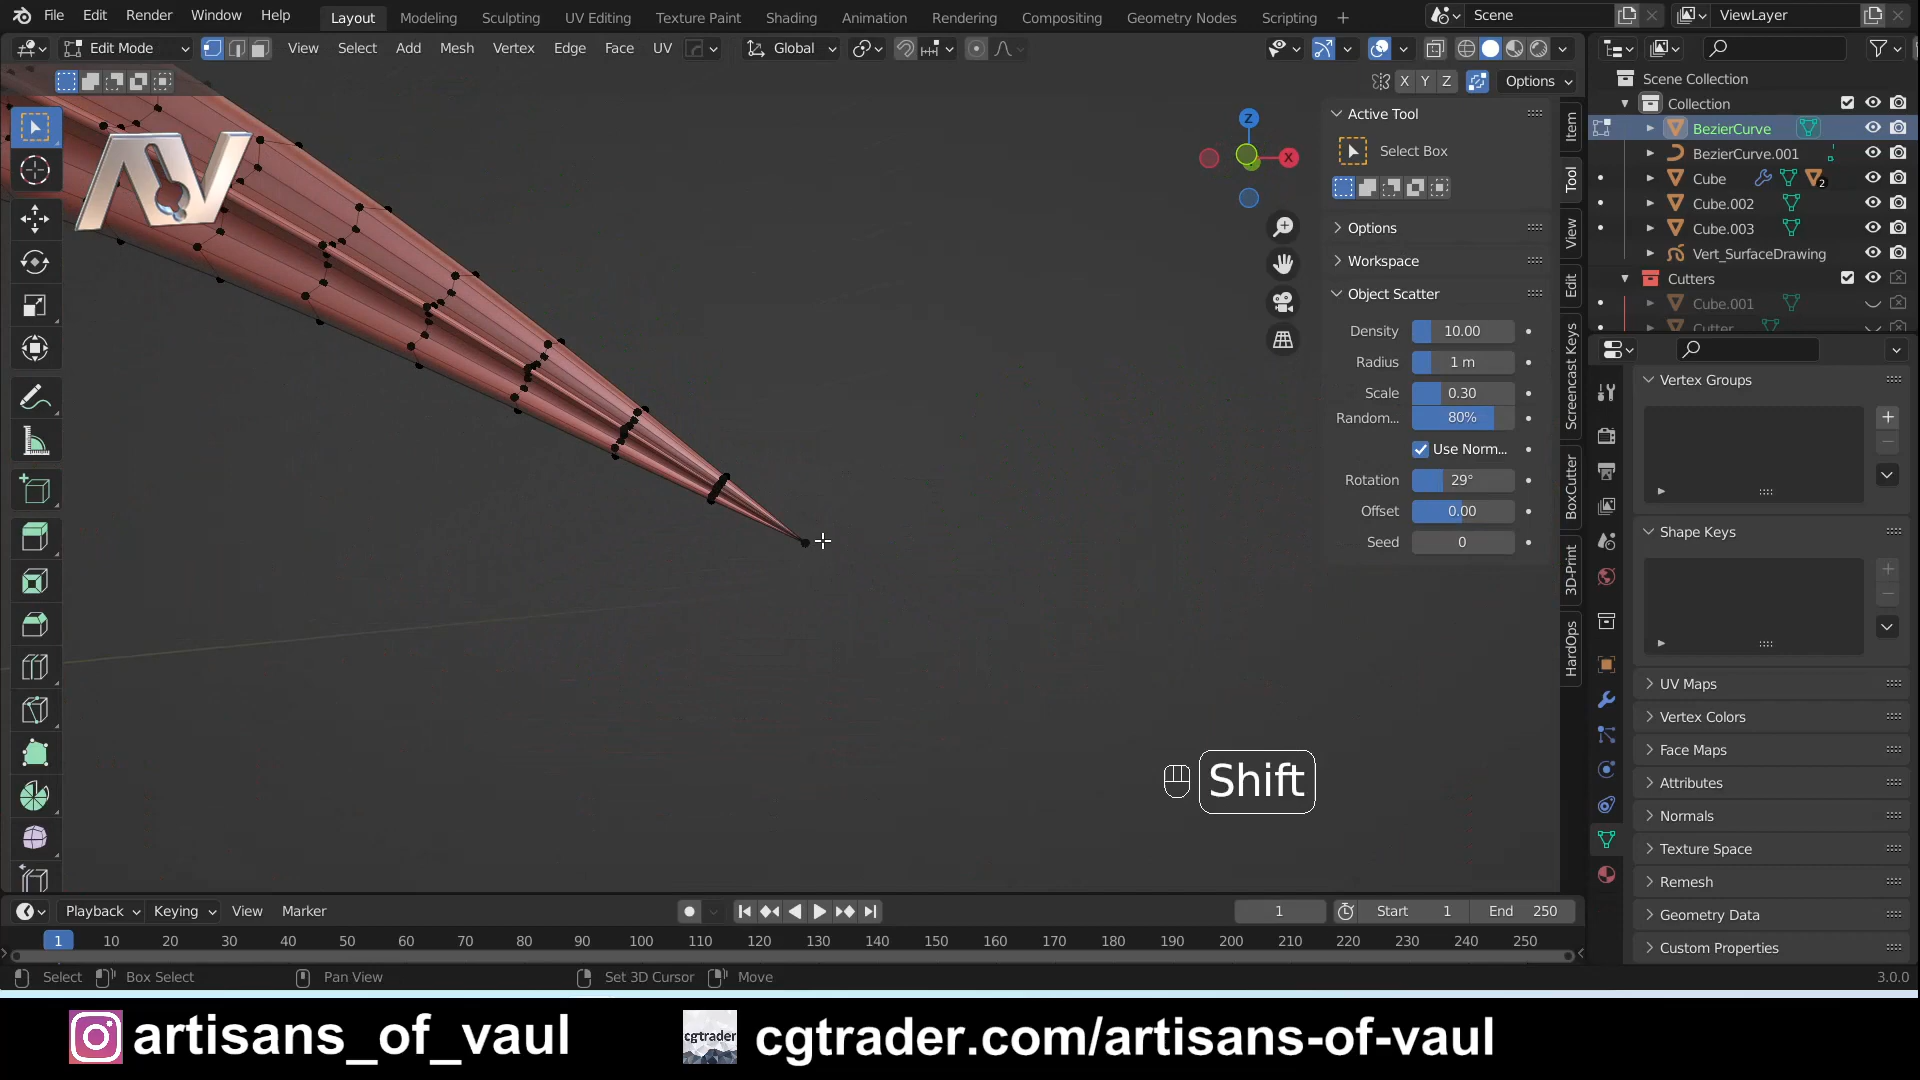 File Edit Render Window Help Layout Modeling Sculpting UV Editing Texture Paint Shading Animation Rendering Compositing Geometry Nodes Scripting + Scene ViewLayer
Edit Mode View Select Add Mesh Vertex Edge Face UV Global
X Y Z Options
Scene Collection
Collection
BezierCurve
BezierCurve.001
Cube 2
Cube.002
Cube.003
Vert_SurfaceDrawing
Cutters
Cube.001
Cutter
Z
X
AV
Active Tool
Select Box
Options
Workspace
Object Scatter
Density 10.00
Radius 1 m
Scale 0.30
Random... 80%
Use Norm...
Rotation 29°
Offset 0.00
Seed 0
Item
Tool
View
Edit
Screencast Keys
BoxCutter
3D-Print
HardOps
Vertex Groups
Shape Keys
UV Maps
Vertex Colors
Face Maps
Attributes
Normals
Texture Space
Remesh
Geometry Data
Custom Properties
Shift
Playback Keying View Marker 1 Start 1 End 250
1 10 20 30 40 50 60 70 80 90 100 110 120 130 140 150 160 170 180 190 200 210 220 230 240 250
Select Box Select Pan View Set 3D Cursor Move 3.0.0
artisans_of_vaul cgtrader cgtrader.com/artisans-of-vaul